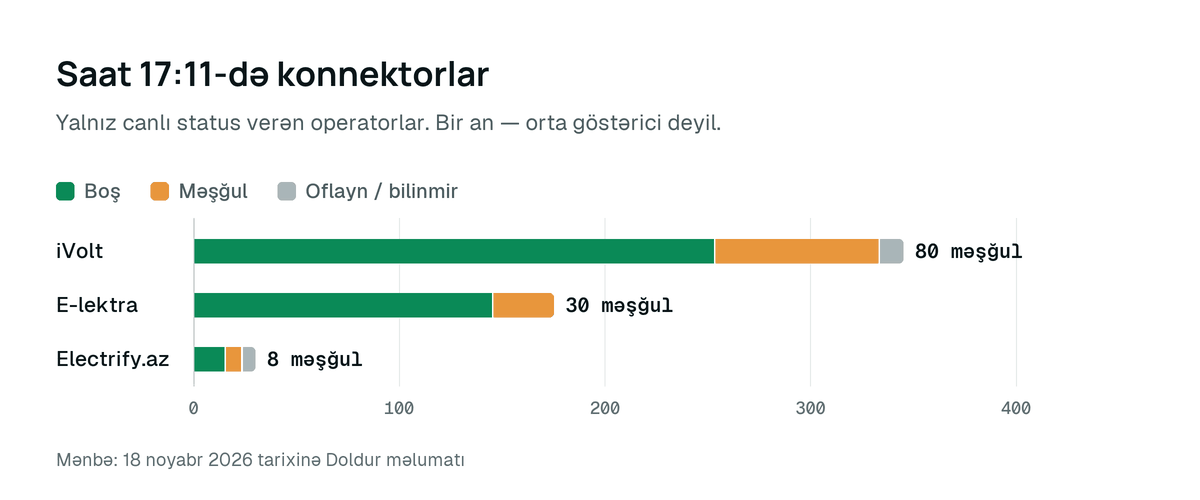 Saat 17:11-də konnektorlar
Yalnız canlı status verən operatorlar. Bir an — orta göstərici deyil.
Boş Məşğul Oflayn / bilinmir
iVolt 80 məşğul
E-lektra 30 məşğul
Electrify.az 8 məşğul
0 100 200 300 400
Mənbə: 18 noyabr 2026 tarixinə Doldur məlumatı